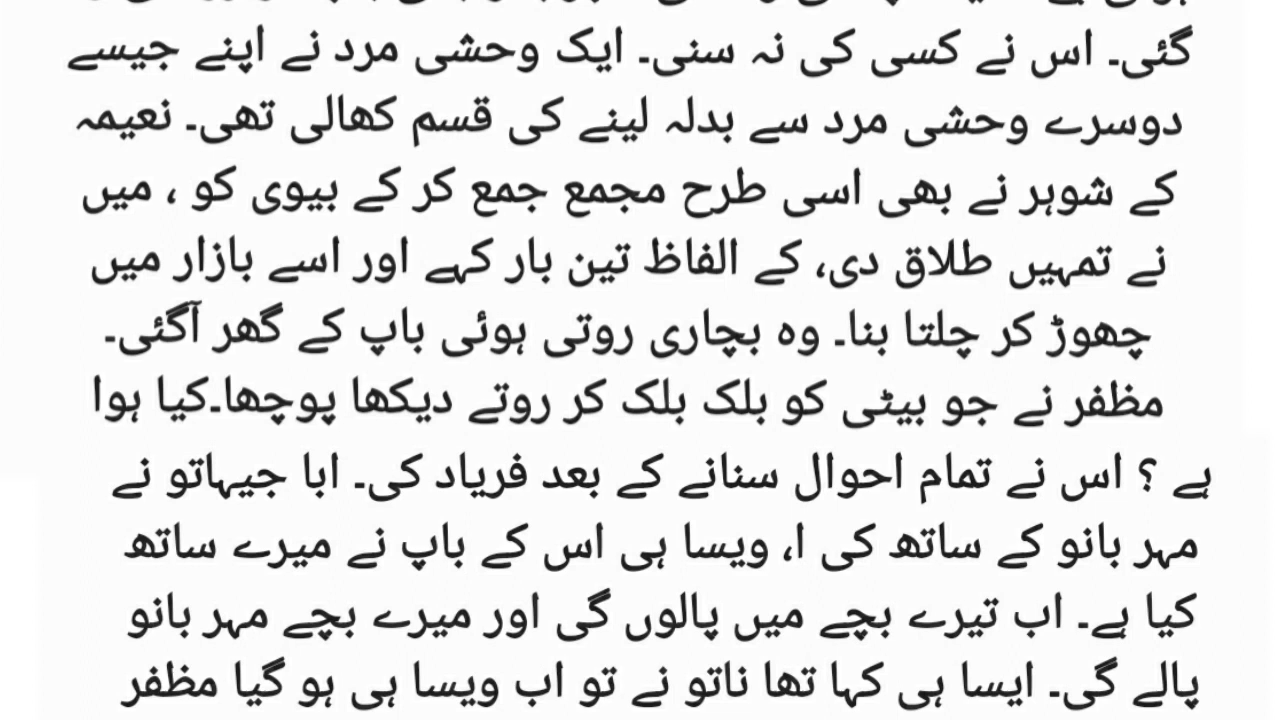 گئی۔ اس نے کسی کی نہ سنی۔ ایک وحشی مرد نے اپنے جیسے
دوسرے وحشی مرد سے بدلہ لینے کی قسم کھالی تھی۔ نعیمہ
کے شوہر نے بھی اسی طرح مجمع جمع کر کے بیوی کو ، میں
نے تمہیں طلاق دی، کے الفاظ تین بار کہے اور اسے بازار میں
چھوڑ کر چلتا بنا۔ وہ بچاری روتی ہوئی باپ کے گھر آگئی۔
مظفر نے جو بیٹی کو بلک بلک کر روتے دیکھا پوچھا۔کیا ہوا
ہے ؟ اس نے تمام احوال سنانے کے بعد فریاد کی۔ ابا جیہاتو نے
مہر بانو کے ساتھ کی ا، ویسا ہی اس کے باپ نے میرے ساتھ
کیا ہے۔ اب تیرے بچے میں پالوں گی اور میرے بچے مہر بانو
پالے گی۔ ایسا ہی کہا تھا ناتو نے تو اب ویسا ہی ہو گیا مظفر